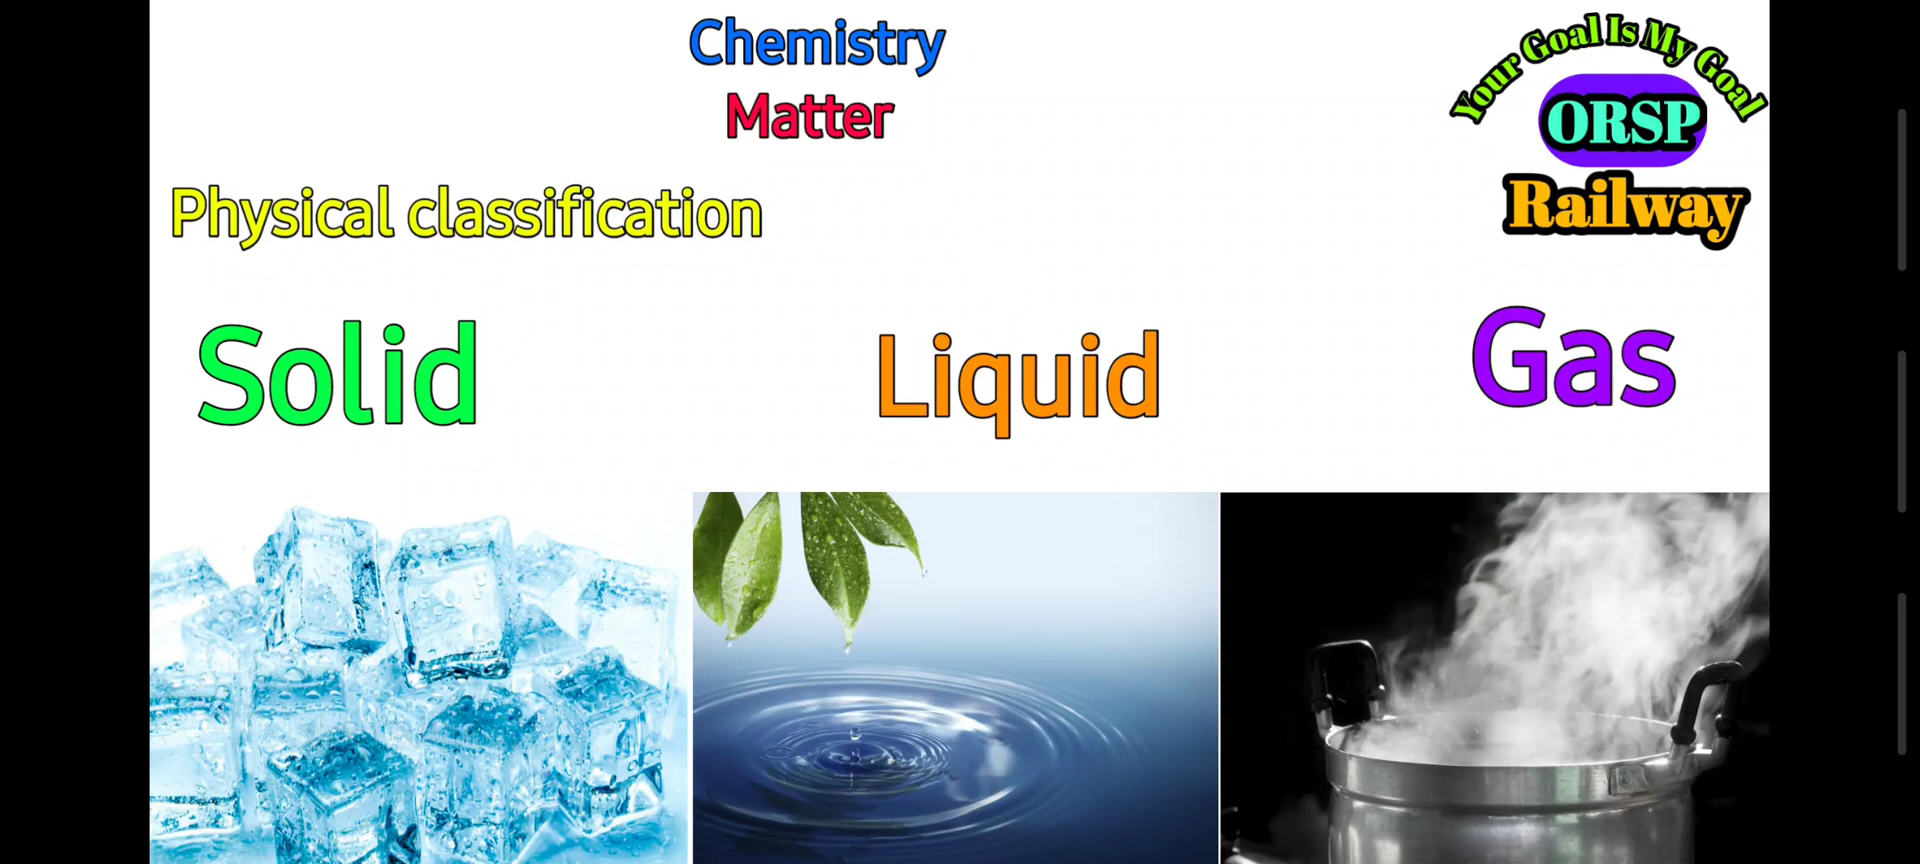 Chemistry
Matter
Your Goal Is My Goal
ORSP
Railway
Physical classification
Solid
Liquid
Gas